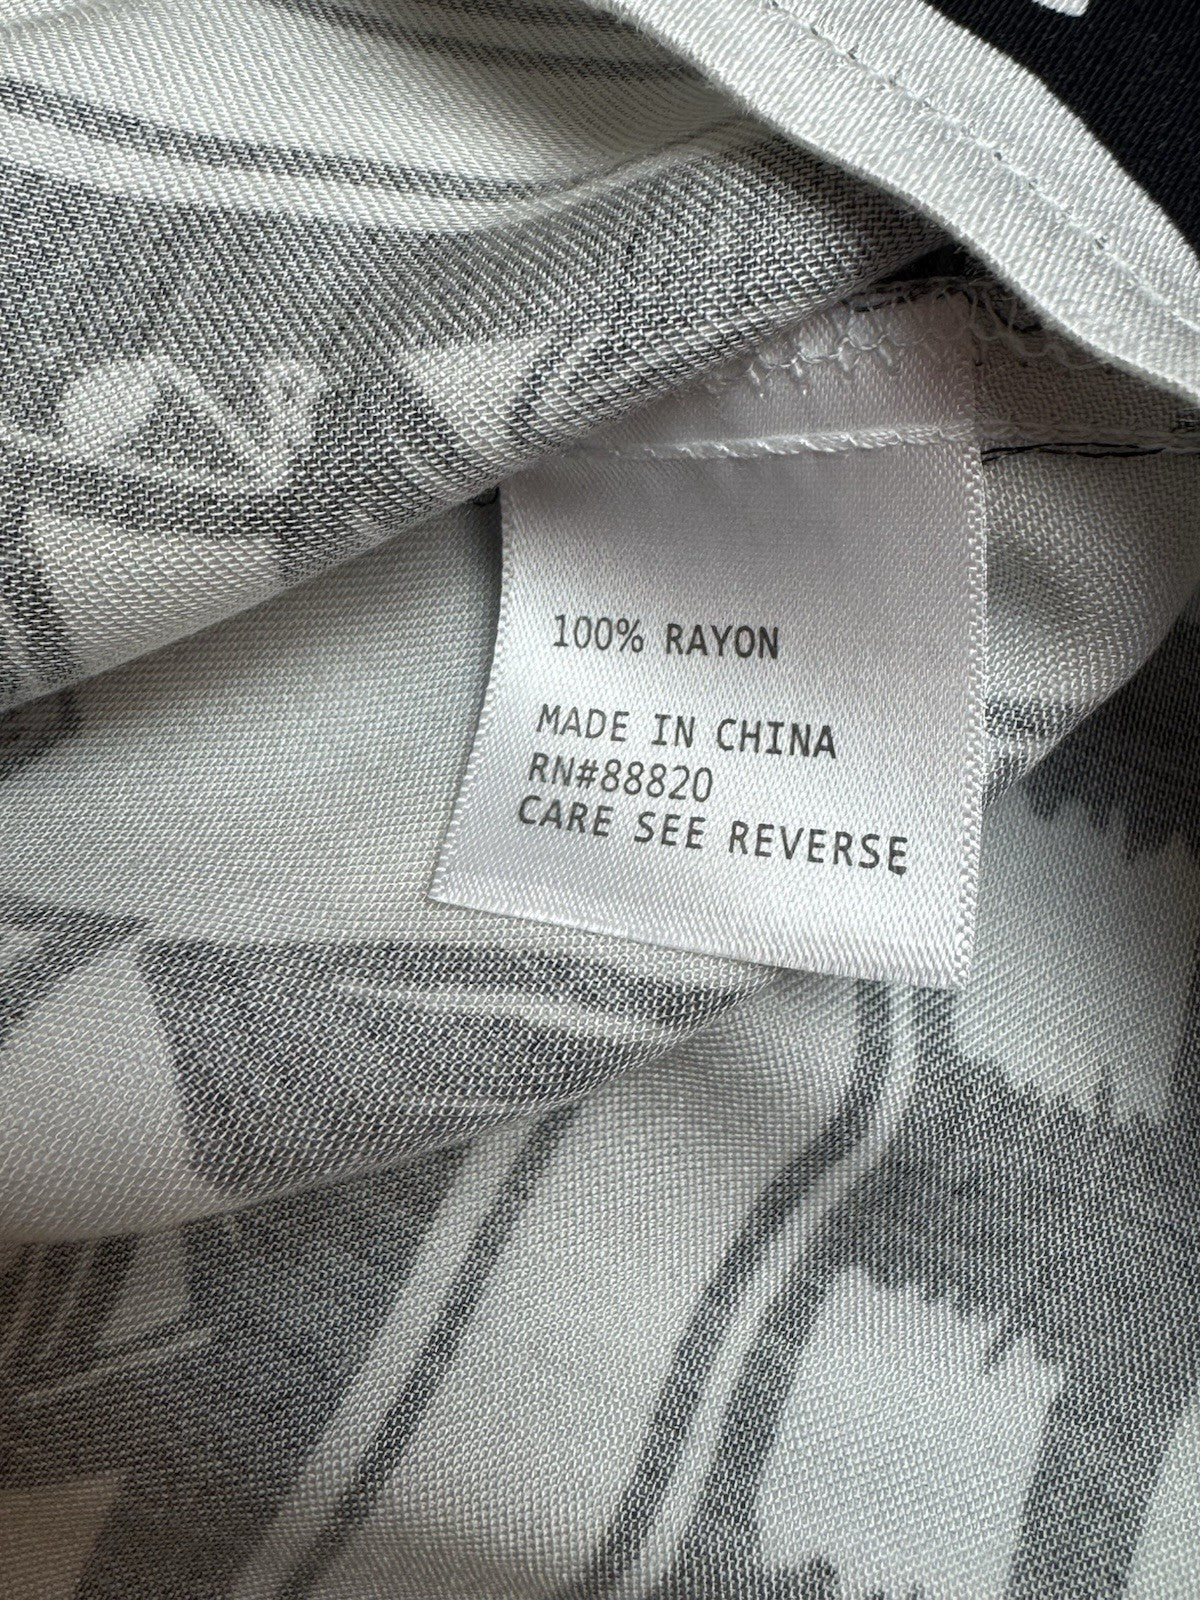 100% RAYON
MADE IN CHINA
RN#88820
CARE SEE REVERSE